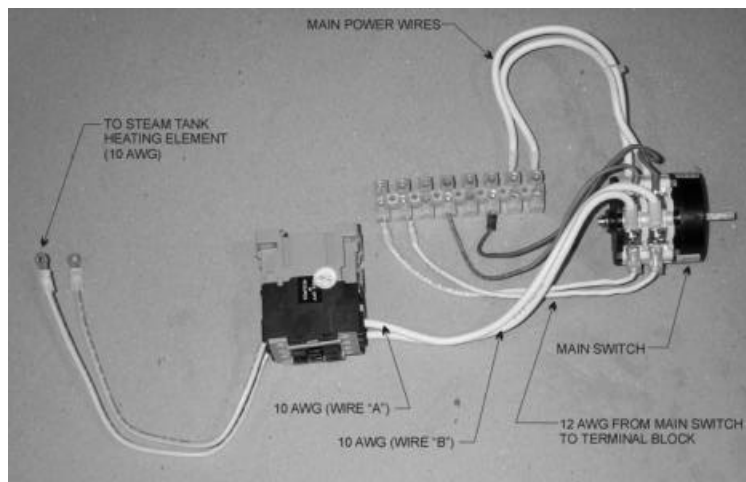 MAIN POWER WIRES
TO STEAM TANK
HEATING ELEMENT
(10 AWG)
MAIN SWITCH
10 AWG (WIRE "A")
10 AWG (WIRE "B")
12 AWG FROM MAIN SWITCH
TO TERMINAL BLOCK